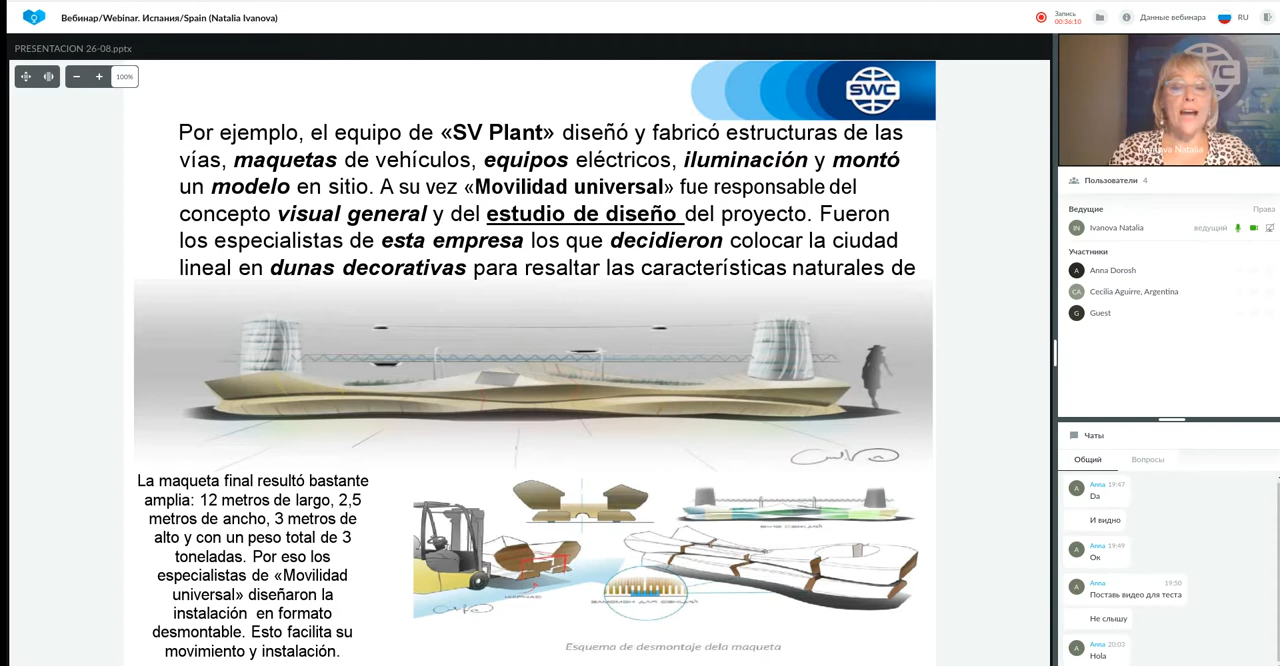 Вебинар/Webinar. Испания/Spain (Natalia Ivanova)
Запись
00:36:10
Данные вебинара
RU
PRESENTACION 26-08.pptx
100%
SWC
Por ejemplo, el equipo de «SV Plant» diseñó y fabricó estructuras de las
vías, maquetas de vehículos, equipos eléctricos, iluminación y montó
un modelo en sitio. A su vez «Movilidad universal» fue responsable del
concepto visual general y del estudio de diseño del proyecto. Fueron
los especialistas de esta empresa los que decidieron colocar la ciudad
lineal en dunas decorativas para resaltar las características naturales de
La maqueta final resultó bastante
amplia: 12 metros de largo, 2,5
metros de ancho, 3 metros de
alto y con un peso total de 3
toneladas. Por eso los
especialistas de «Movilidad
universal» diseñaron la
instalación en formato
desmontable. Esto facilita su
movimiento y instalación.
Esquema de desmontaje dela maqueta
Ivanova Natalia
Пользователи 4
Ведущие
Права
IN
Ivanova Natalia
ведущий
Участники
A
Anna Dorosh
CA
Cecilia Aguirre, Argentina
G
Guest
Чаты
Общий
Вопросы
A
Anna 19:47
Da
И видно
A
Anna 19:49
Ок
A
Anna 19:50
Поставь видео для теста
Не слышу
A
Anna 20:03
Hola